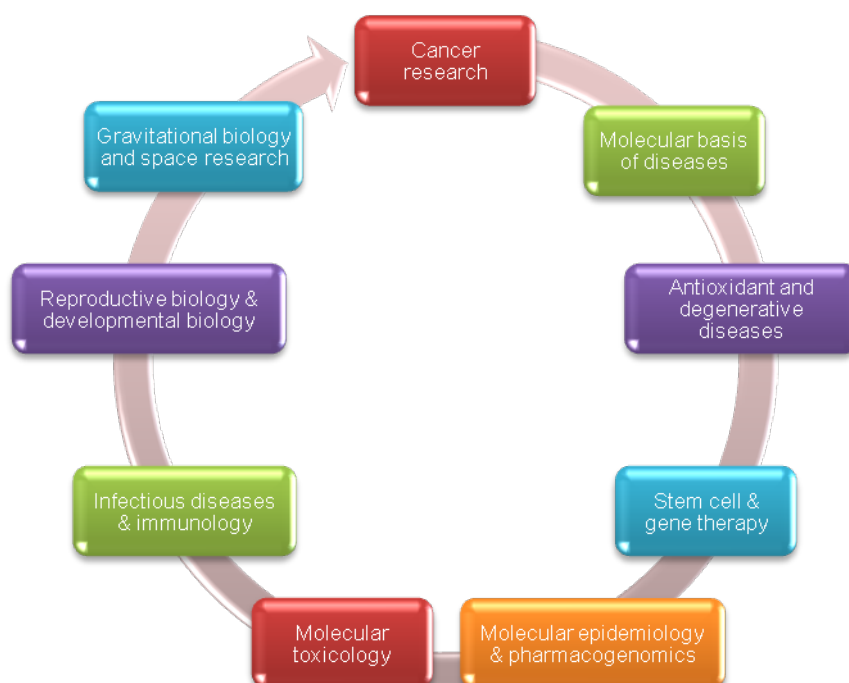 Cancer
research
Molecular basis
of diseases
Antioxidant and
degenerative
diseases
Stem cell &
gene therapy
Molecular epidemiology
& pharmacogenomics
Molecular
toxicology
Infectious diseases
& immunology
Reproductive biology &
developmental biology
Gravitational biology
and space research